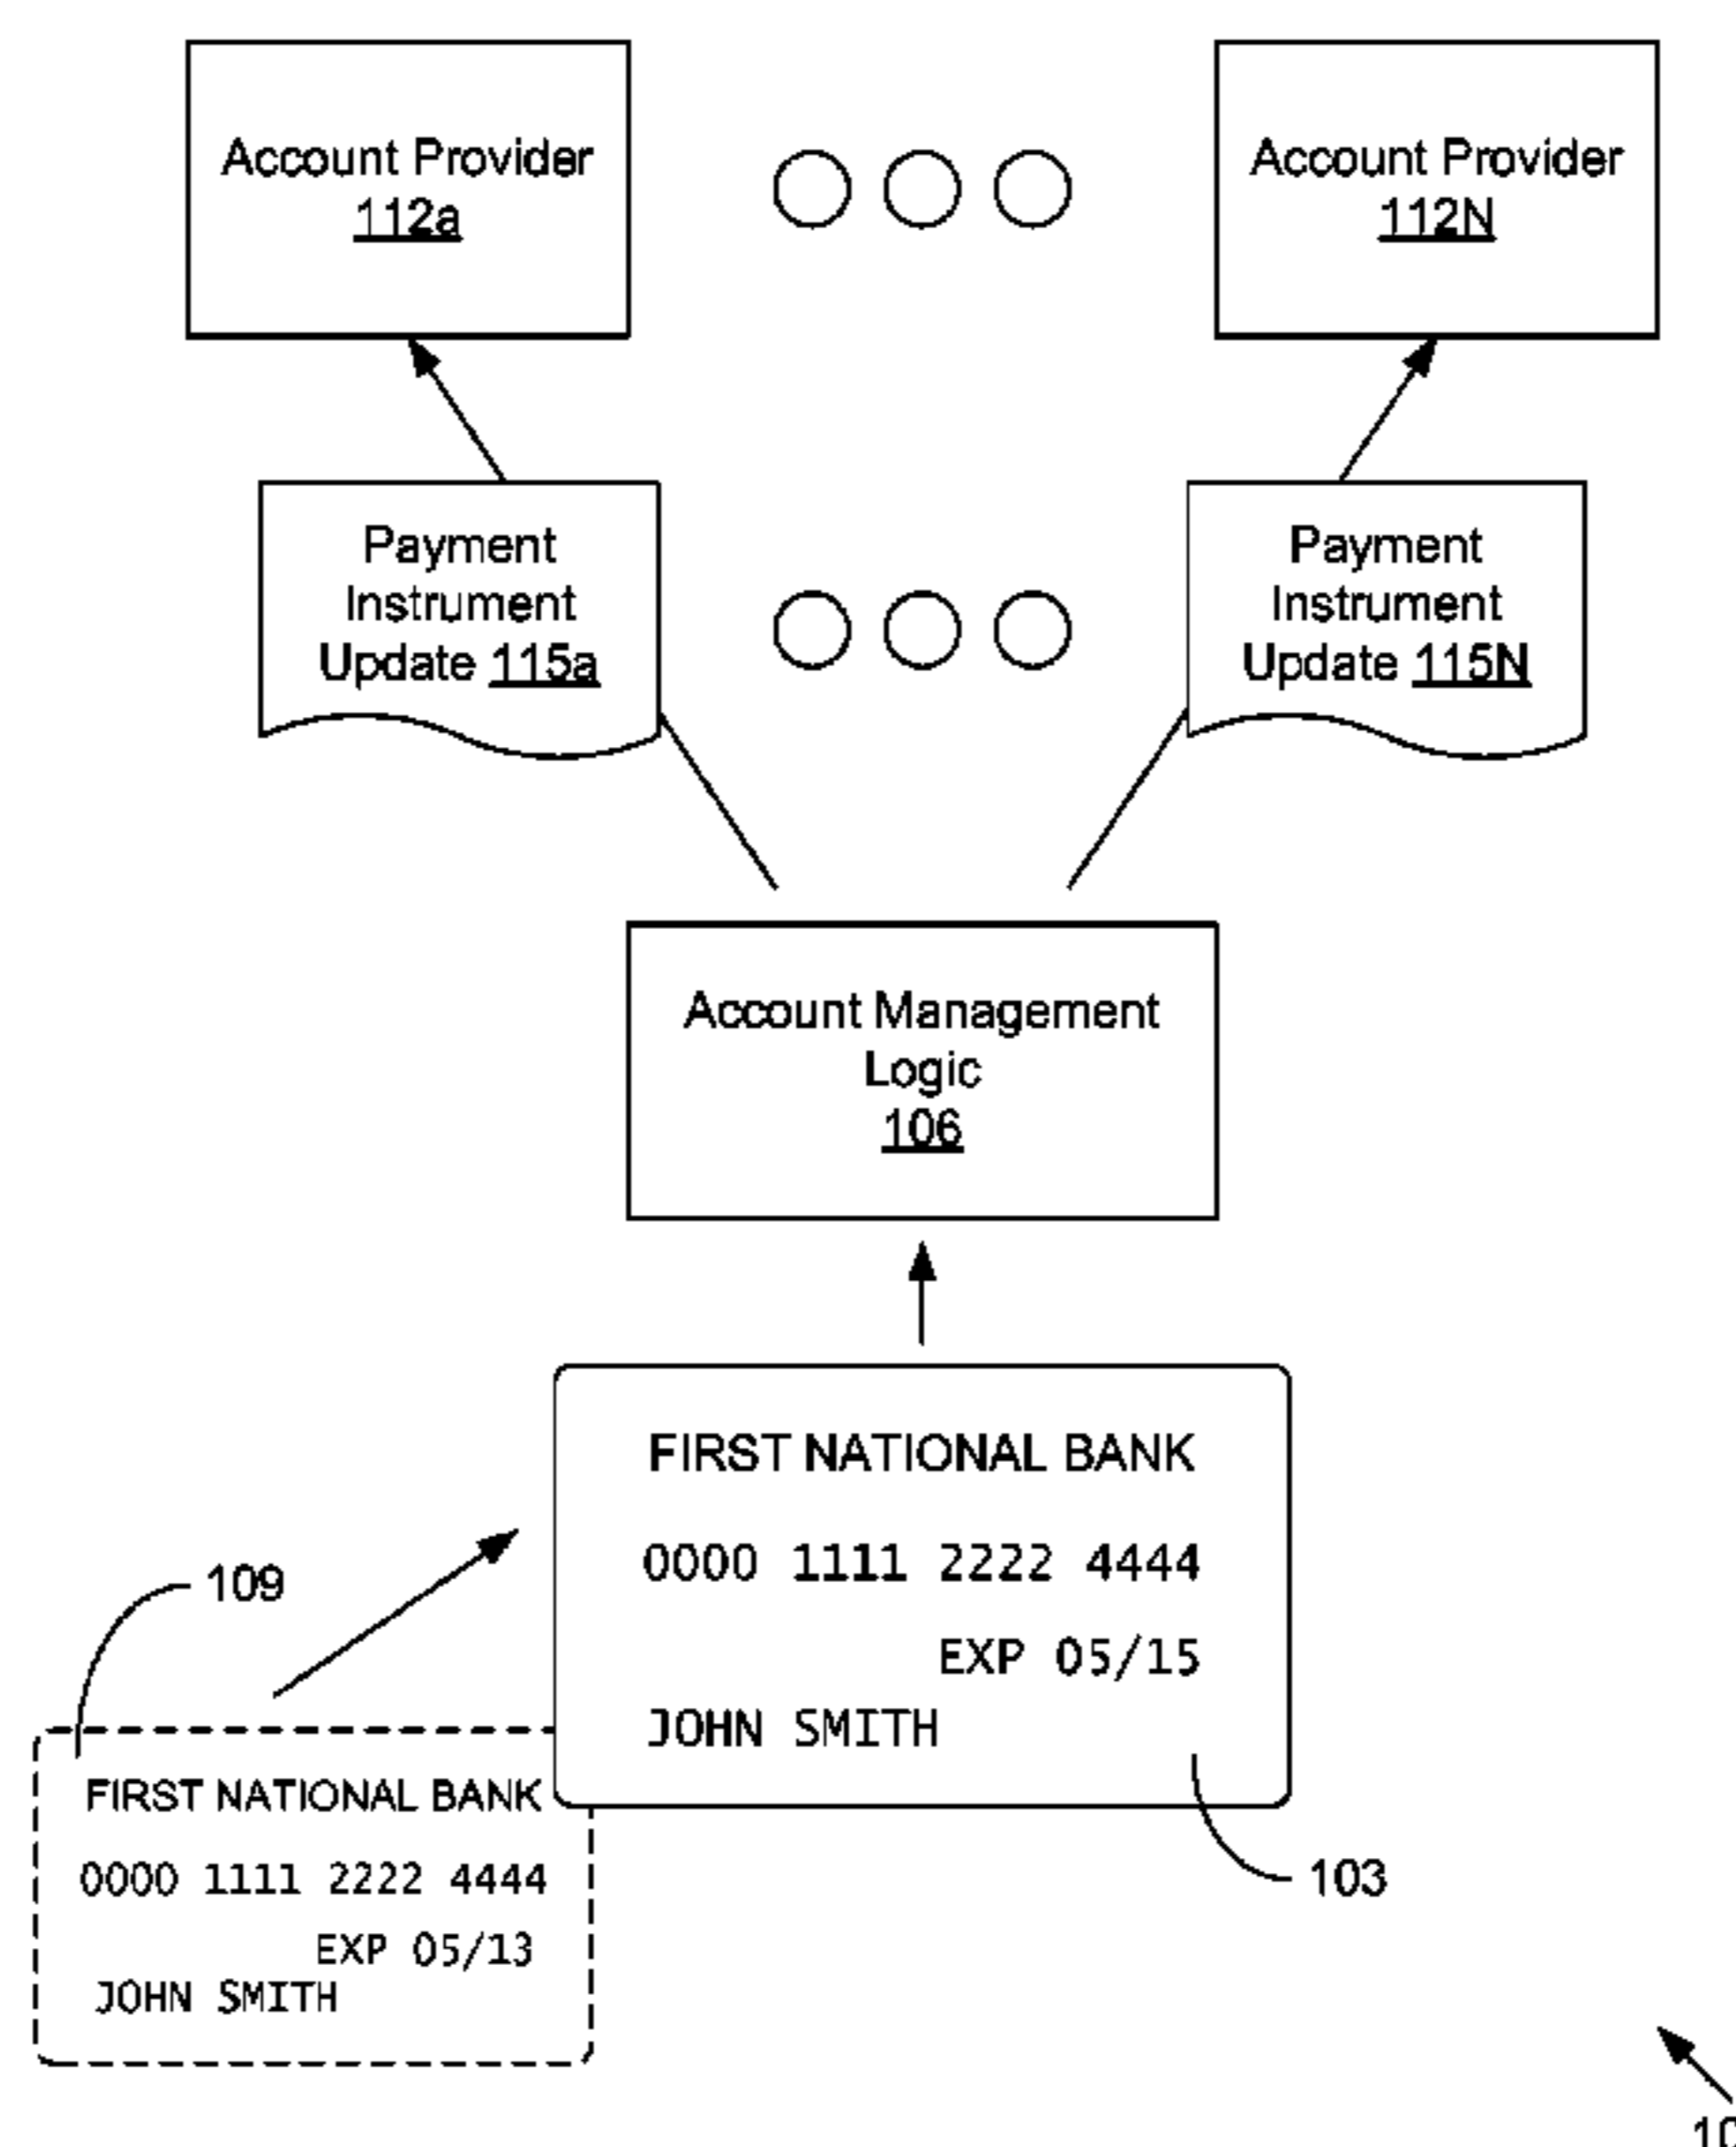 Account Provider
112a
Account Provider
112N
Payment
Instrument
Update 115a
Payment
Instrument
Update 115N
Account Management
Logic
106
FIRST NATIONAL BANK
0000 1111 2222 4444
EXP 05/15
JOHN SMITH
109
FIRST NATIONAL BANK
0000 1111 2222 4444
EXP 05/13
JOHN SMITH
103